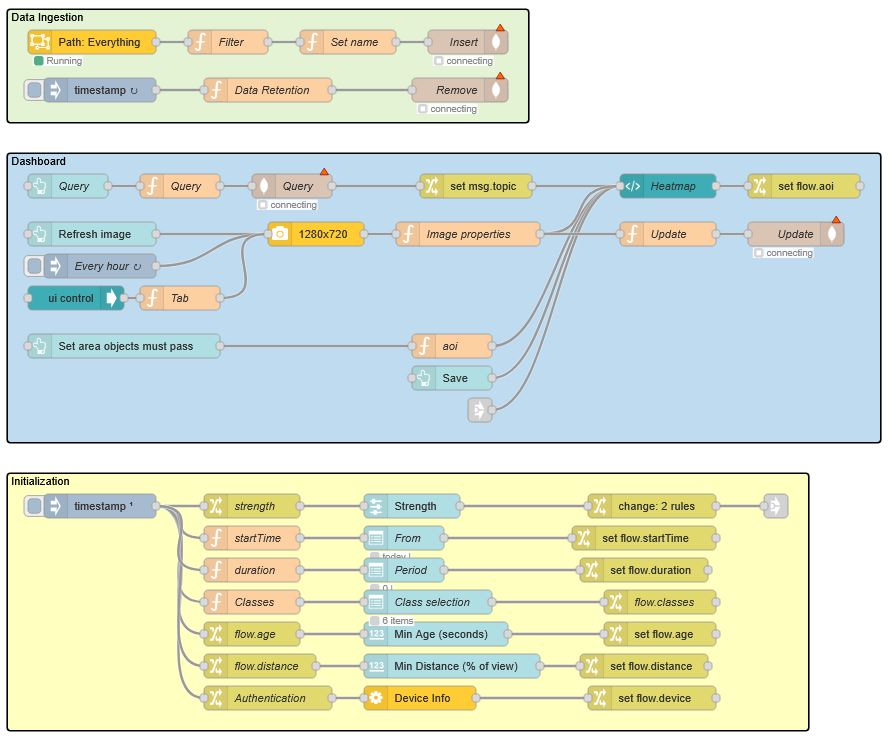 Data Ingestion
Path: Everything
Filter
Set name
Insert
Running
connecting
timestamp ↻
Data Retention
Remove
connecting
Dashboard
Query
Query
Query
set msg.topic
Heatmap
set flow.aoi
connecting
Refresh image
1280x720
Image properties
Update
Update
connecting
Every hour ↻
ui control
Tab
Set area objects must pass
aoi
Save
Initialization
timestamp ¹
strength
Strength
change: 2 rules
startTime
From
set flow.startTime
duration
Period
set flow.duration
Classes
Class selection
flow.classes
6 items
flow.age
123
Min Age (seconds)
set flow.age
flow.distance
123
Min Distance (% of view)
set flow.distance
Authentication
Device Info
set flow.device